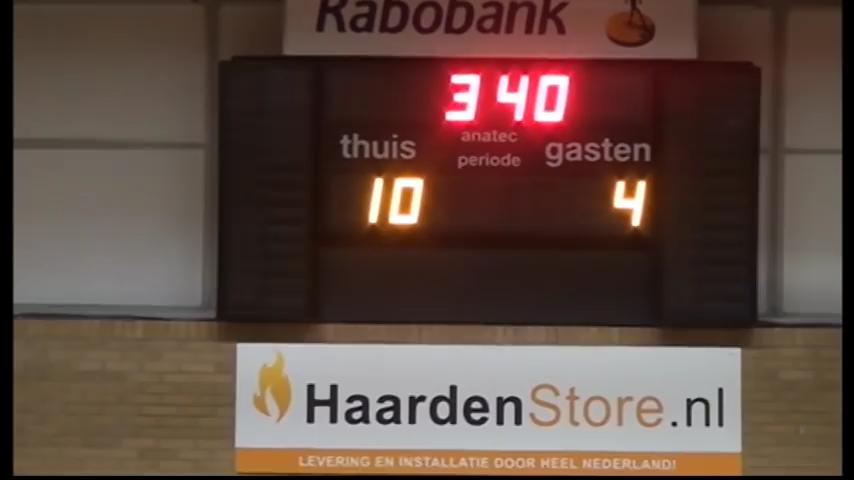 Rabobank
3 40
anatec
thuis periode gasten
10 4
HaardenStore.nl
LEVERING EN INSTALLATIE DOOR HEEL NEDERLAND!